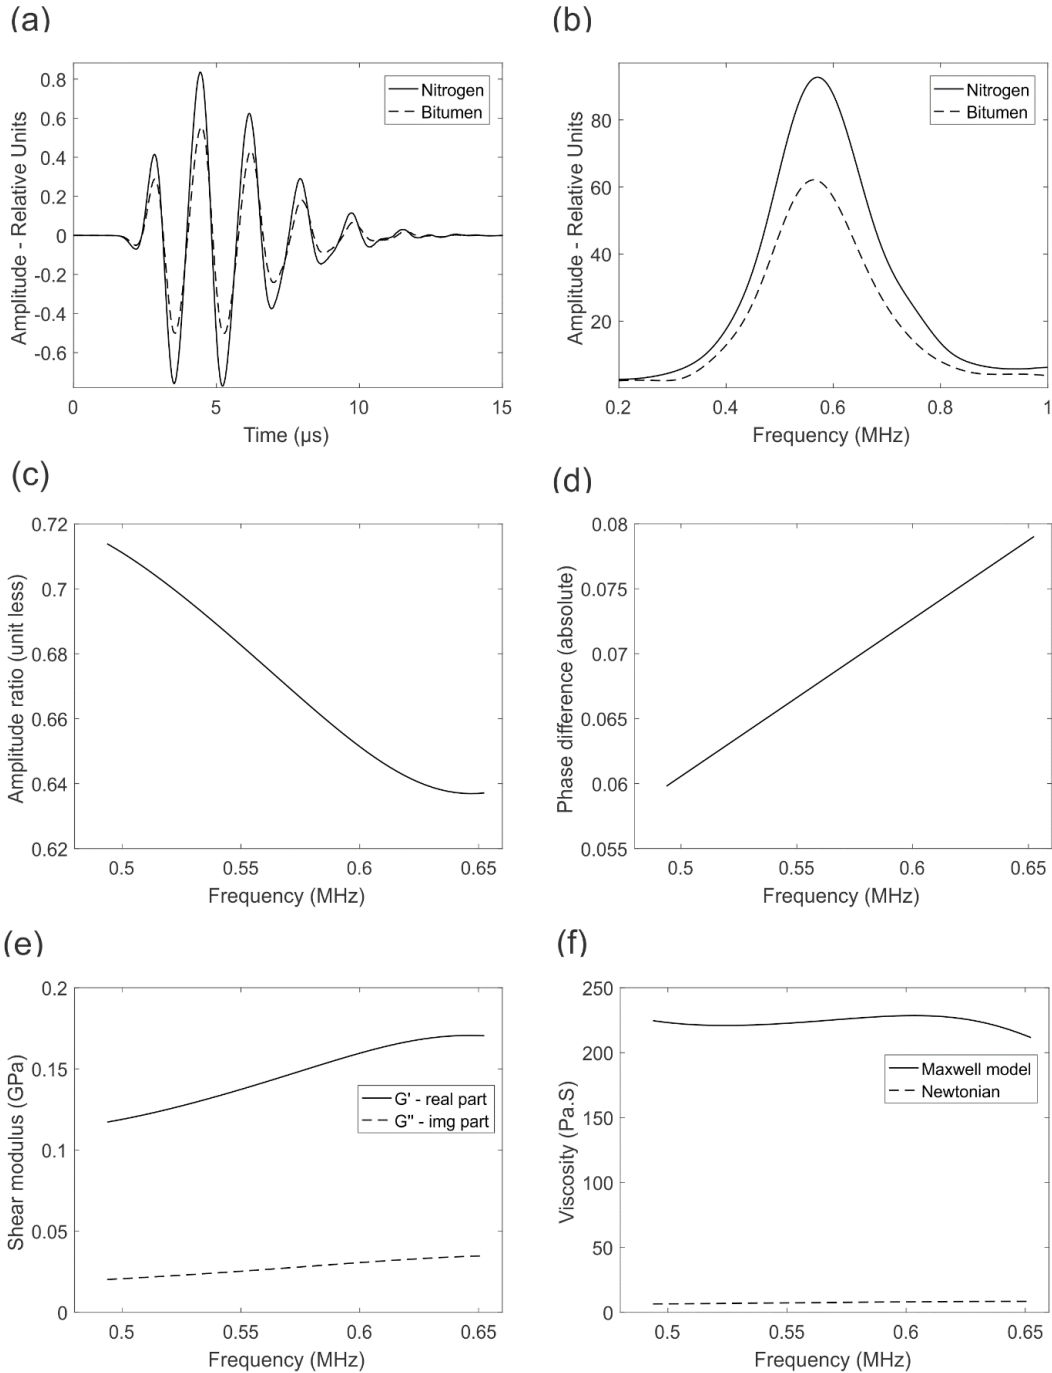 (a)
Amplitude - Relative Units
0.8
0.6
0.4
0.2
0
-0.2
-0.4
-0.6
Nitrogen
Bitumen
0
5
10
15
Time (µs)
(b)
Amplitude - Relative Units
80
60
40
20
Nitrogen
Bitumen
0.2
0.4
0.6
0.8
1
Frequency (MHz)
(c)
Amplitude ratio (unit less)
0.72
0.7
0.68
0.66
0.64
0.62
0.5
0.55
0.6
0.65
Frequency (MHz)
(d)
Phase difference (absolute)
0.08
0.075
0.07
0.065
0.06
0.055
0.5
0.55
0.6
0.65
Frequency (MHz)
(e)
Shear modulus (GPa)
0.2
0.15
0.1
0.05
0
G' - real part
G" - img part
0.5
0.55
0.6
0.65
Frequency (MHz)
(f)
Viscosity (Pa.S)
250
200
150
100
50
0
Maxwell model
Newtonian
0.5
0.55
0.6
0.65
Frequency (MHz)